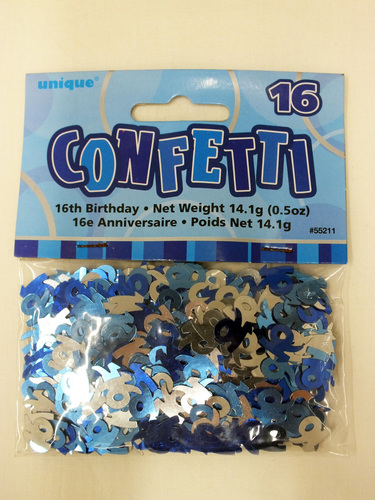 unique®
16
CONFETTI
16th Birthday • Net Weight 14.1g (0.5oz)
16e Anniversaire • Poids Net 14.1g
#55211